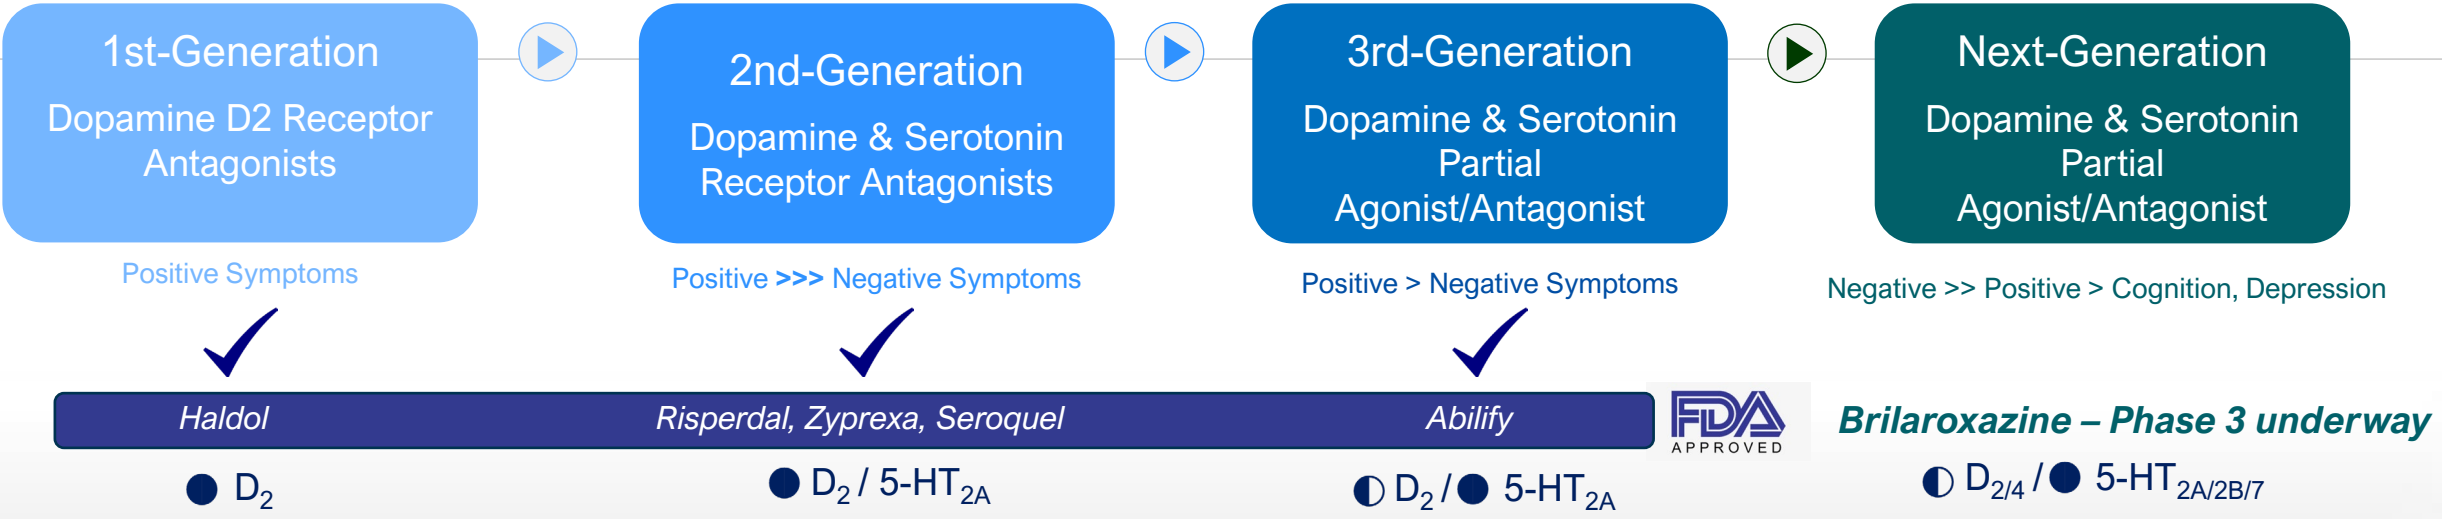 1st-Generation
Dopamine D2 Receptor
Antagonists
Positive Symptoms
2nd-Generation
Dopamine & Serotonin
Receptor Antagonists
Positive >>> Negative Symptoms
3rd-Generation
Dopamine & Serotonin
Partial
Agonist/Antagonist
Positive > Negative Symptoms
Next-Generation
Dopamine & Serotonin
Partial
Agonist/Antagonist
Negative >> Positive > Cognition, Depression
Haldol
Risperdal, Zyprexa, Seroquel
Abilify
FDA
APPROVED
Brilaroxazine – Phase 3 underway
● D₂
● D₂ / 5-HT₂A
◐ D₂ / ● 5-HT₂A
◐ D₂/₄ / ● 5-HT₂A/₂B/₇